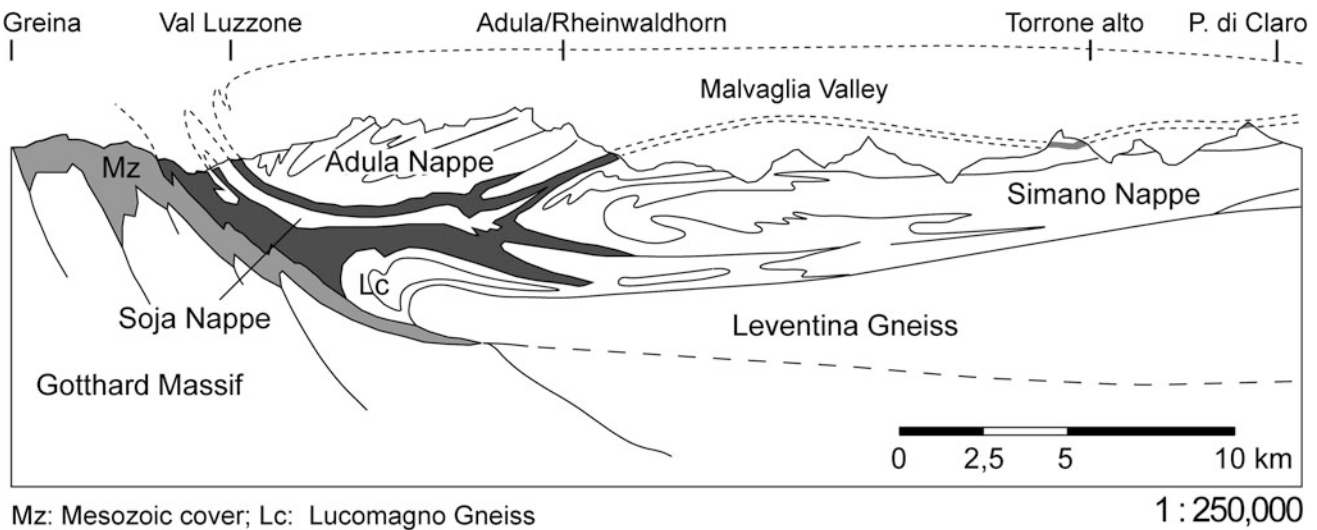 Greina Val Luzzone Adula/Rheinwaldhorn Torrone alto P. di Claro
Malvaglia Valley
Mz Adula Nappe
Simano Nappe
Lc
Soja Nappe Leventina Gneiss
Gotthard Massif
0 2,5 5 10 km
Mz: Mesozoic cover; Lc: Lucomagno Gneiss 1 : 250,000